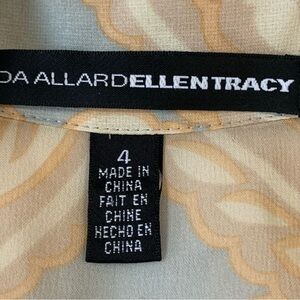 DA ALLARDELLENTRACY
4
MADE IN
CHINA
FAIT EN
CHINE
HECHO EN
CHINA